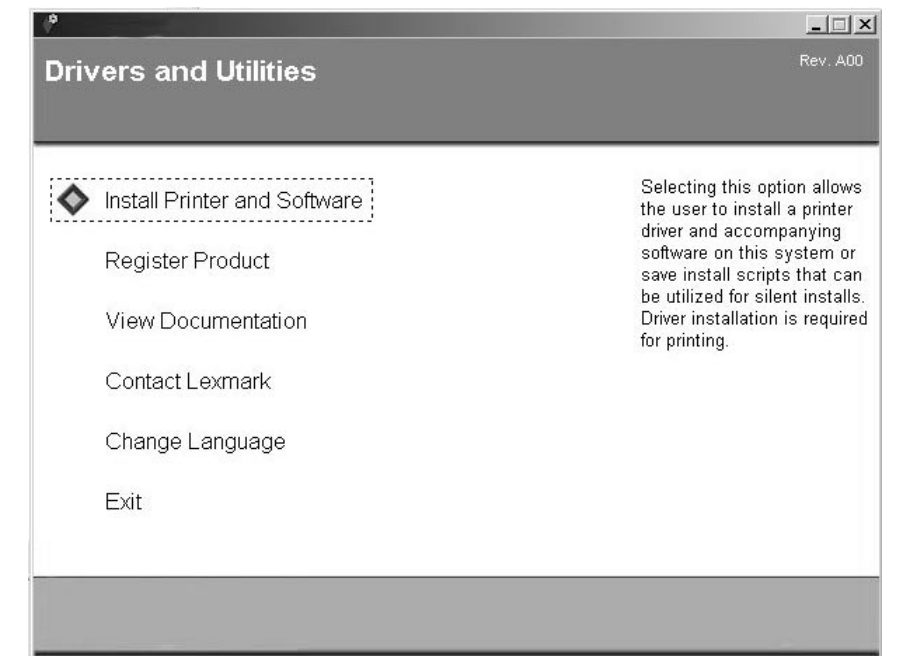 Drivers and Utilities
Rev. A00
Install Printer and Software
Register Product
View Documentation
Contact Lexmark
Change Language
Exit
Selecting this option allows
the user to install a printer
driver and accompanying
software on this system or
save install scripts that can
be utilized for silent installs.
Driver installation is required
for printing.